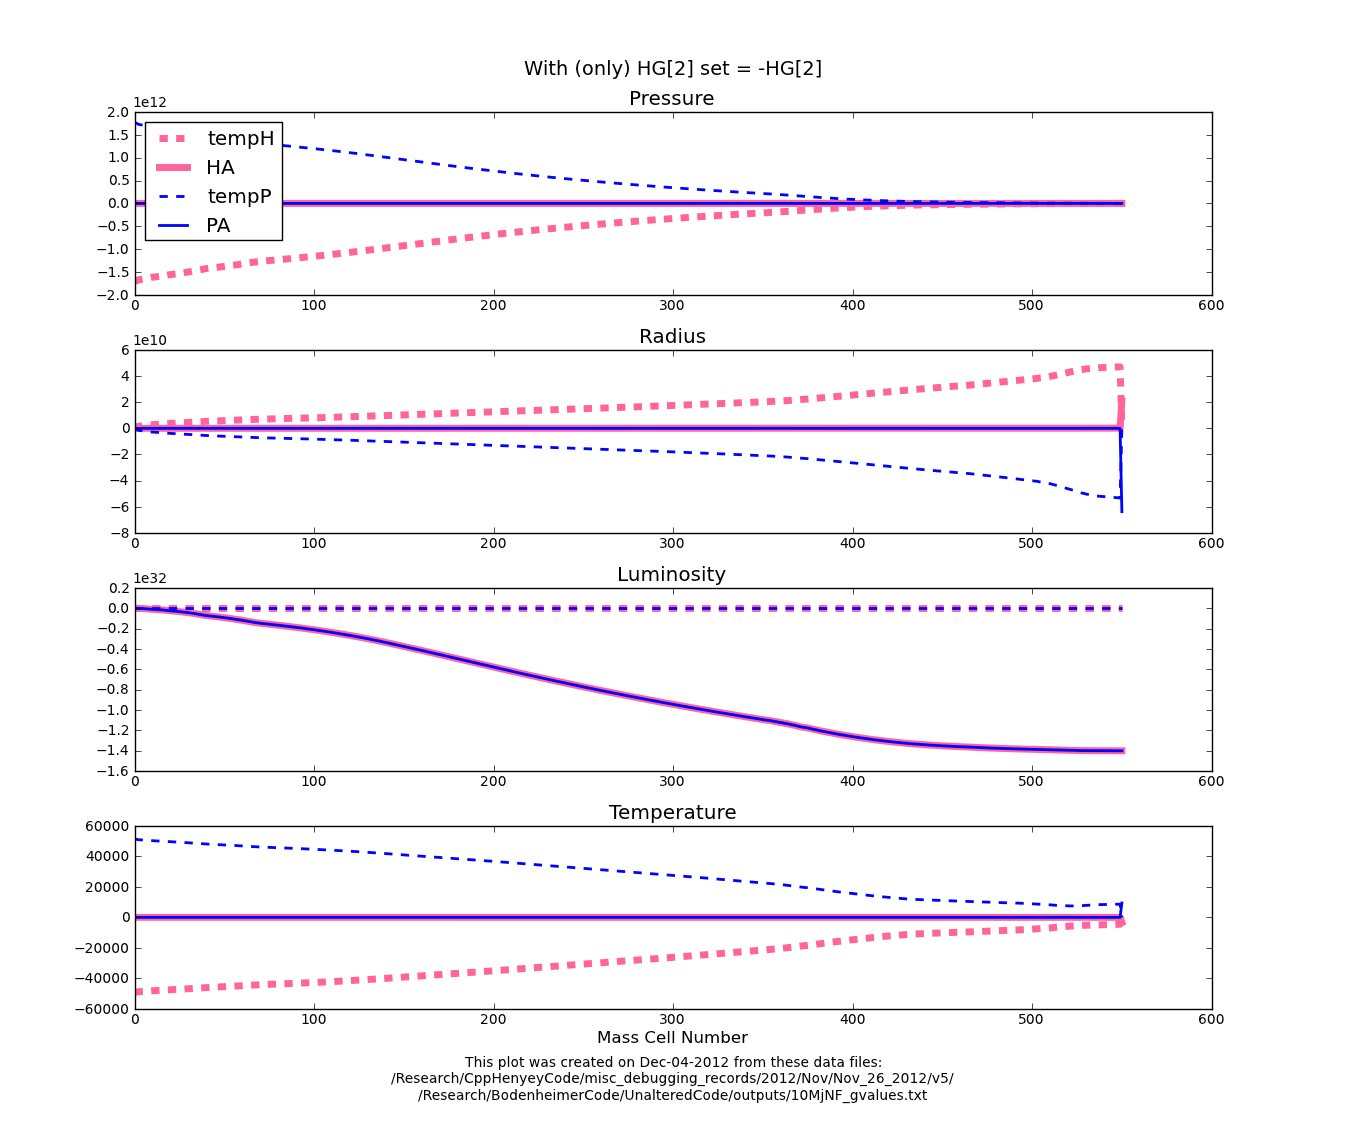 With (only) HG[2] set = -HG[2]
Pressure
1e12
2.0
1.5
1.0
0.5
0.0
−0.5
−1.0
−1.5
−2.0
tempH
HA
tempP
PA
0 100 200 300 400 500 600
Radius
1e10
6
4
2
0
−2
−4
−6
−8
0 100 200 300 400 500 600
Luminosity
1e32
0.2
0.0
−0.2
−0.4
−0.6
−0.8
−1.0
−1.2
−1.4
−1.6
0 100 200 300 400 500 600
Temperature
60000
40000
20000
0
−20000
−40000
−60000
0 100 200 300 400 500 600
Mass Cell Number
This plot was created on Dec-04-2012 from these data files:
/Research/CppHenyeyCode/misc_debugging_records/2012/Nov/Nov_26_2012/v5/
/Research/BodenheimerCode/UnalteredCode/outputs/10MjNF_gvalues.txt